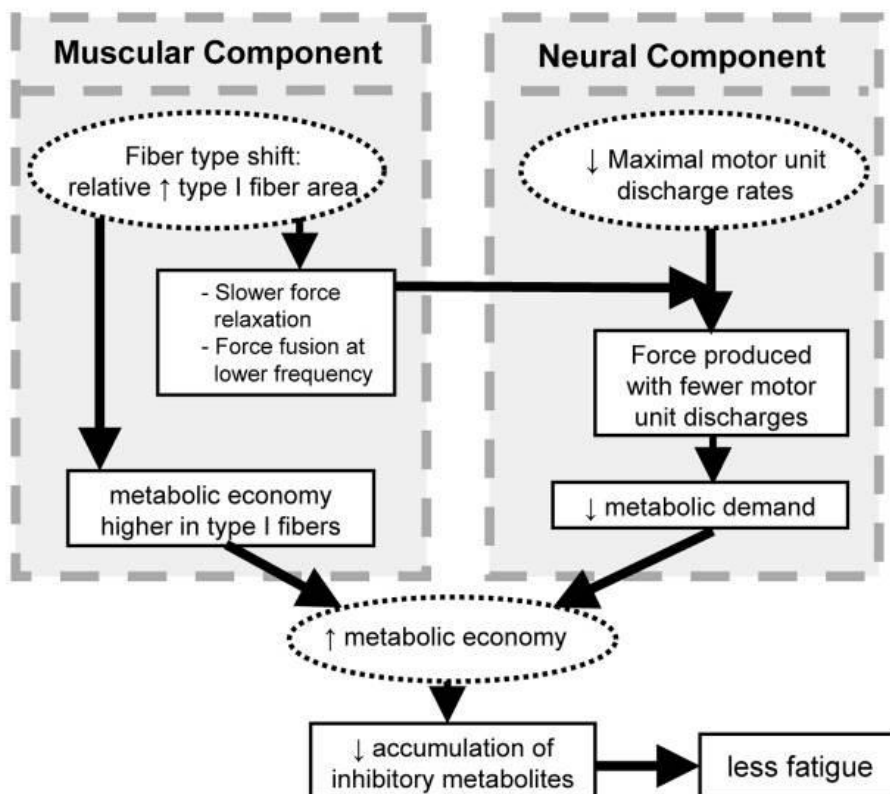 Muscular Component
Neural Component
Fiber type shift:
relative ↑ type I fiber area
↓ Maximal motor unit
discharge rates
- Slower force
relaxation
- Force fusion at
lower frequency
Force produced
with fewer motor
unit discharges
metabolic economy
higher in type I fibers
↓ metabolic demand
↑ metabolic economy
↓ accumulation of
inhibitory metabolites
less fatigue